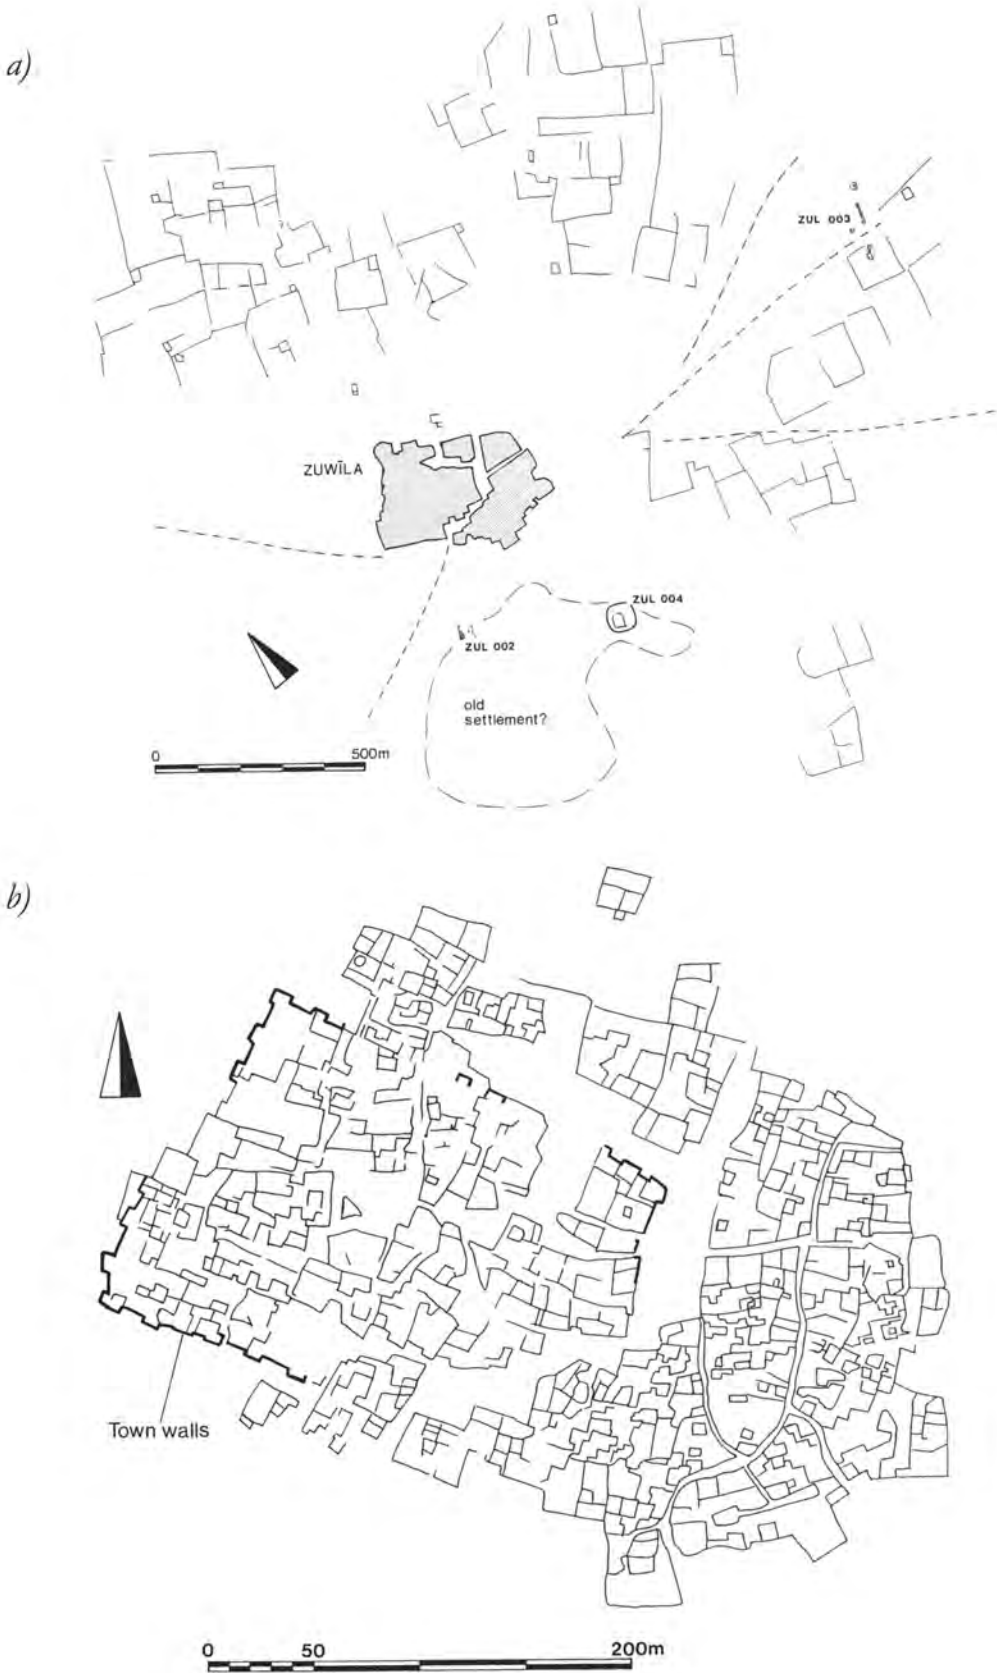 a)
ZUL 003
ZUWĪLA
ZUL 004
ZUL 002
old
settlement?
0 500m
b)
Town walls
0 50 200m